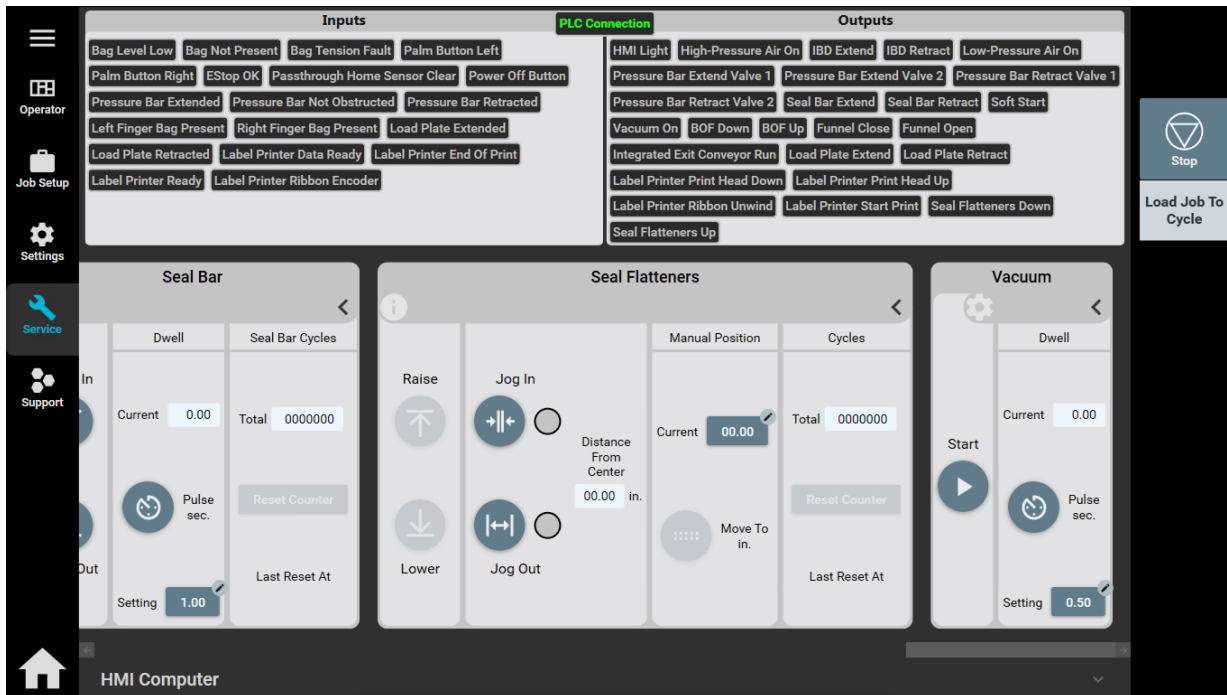 Inputs
PLC Connection
Outputs
Bag Level Low Bag Not Present Bag Tension Fault Palm Button Left
Palm Button Right EStop OK Passthrough Home Sensor Clear Power Off Button
Pressure Bar Extended Pressure Bar Not Obstructed Pressure Bar Retracted
Left Finger Bag Present Right Finger Bag Present Load Plate Extended
Load Plate Retracted Label Printer Data Ready Label Printer End Of Print
Label Printer Ready Label Printer Ribbon Encoder
HMI Light High-Pressure Air On IBD Extend IBD Retract Low-Pressure Air On
Pressure Bar Extend Valve 1 Pressure Bar Extend Valve 2 Pressure Bar Retract Valve 1
Pressure Bar Retract Valve 2 Seal Bar Extend Seal Bar Retract Soft Start
Vacuum On BOF Down BOF Up Funnel Close Funnel Open
Integrated Exit Conveyor Run Load Plate Extend Load Plate Retract
Label Printer Print Head Down Label Printer Print Head Up
Label Printer Ribbon Unwind Label Printer Start Print Seal Flatteners Down
Seal Flatteners Up
Operator
Job Setup
Settings
Service
Support
Stop
Load Job To
Cycle
Seal Bar
In
Out
Dwell
Current 0.00
Pulse
sec.
Setting 1.00
Seal Bar Cycles
Total 0000000
Reset Counter
Last Reset At
Seal Flatteners
i
Raise
Lower
Jog In
Jog Out
Distance
From
Center
00.00 in.
Manual Position
Current 00.00
Move To
in.
Cycles
Total 0000000
Reset Counter
Last Reset At
Vacuum
Start
Dwell
Current 0.00
Pulse
sec.
Setting 0.50
HMI Computer